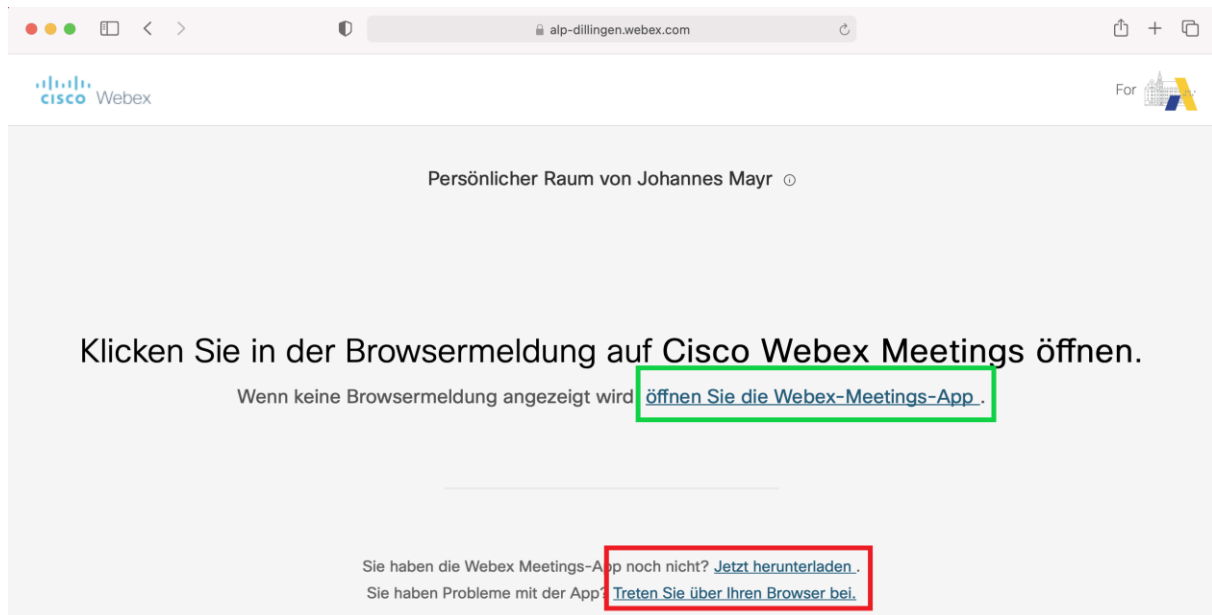 alp-dillingen.webex.com
CISCO Webex
For
Persönlicher Raum von Johannes Mayr
Klicken Sie in der Browsermeldung auf Cisco Webex Meetings öffnen.
Wenn keine Browsermeldung angezeigt wird öffnen Sie die Webex-Meetings-App .
Sie haben die Webex Meetings-App noch nicht? Jetzt herunterladen .
Sie haben Probleme mit der App? Treten Sie über Ihren Browser bei.